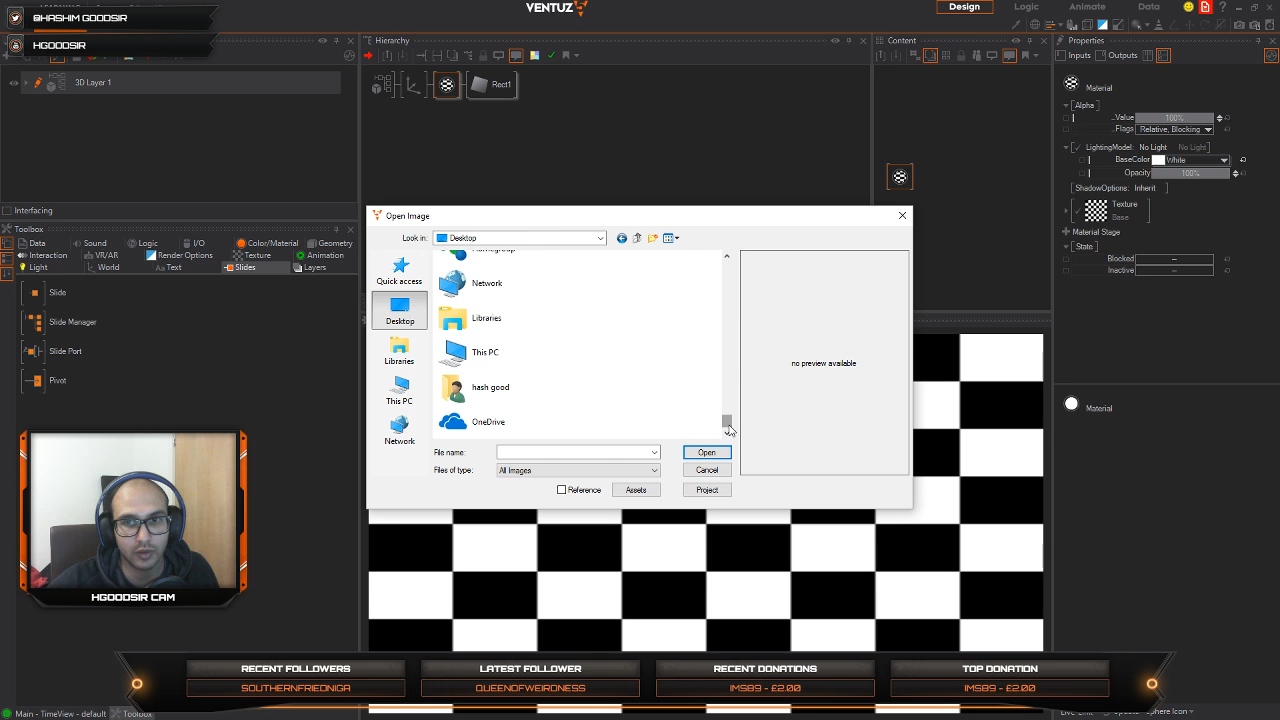 @HASHIM GOODSIR
HGOODSIR
VENTUZ
Design
Logic
Animate
Data
Hierarchy
Content
Properties
Inputs
Outputs
3D Layer 1
Rect1
Material
Alpha
..Value
100%
..Flags
Relative, Blocking
LightingModel: No Light
No Light
BaseColor
White
Opacity
100%
ShadowOptions: Inherit
Texture
Base
Material Stage
State
Blocked
Inactive
Material
Interfacing
Toolbox
Data
Sound
Logic
I/O
Color/Material
Geometry
Interaction
VR/AR
Render Options
Texture
Animation
Light
World
Text
Slides
Layers
Slide
Slide Manager
Slide Port
Pivot
Open Image
Look in:
Desktop
Quick access
Desktop
Libraries
This PC
Network
Homegroup
Network
Libraries
This PC
hash good
OneDrive
no preview available
File name:
Open
Files of type:
All Images
Cancel
Reference
Assets
Project
HGOODSIR CAM
RECENT FOLLOWERS
SOUTHERNFRIEDNIGA
LATEST FOLLOWER
QUEENOFWEIRDNESS
RECENT DONATIONS
IMS89 - £2.00
TOP DONATION
IMS89 - £2.00
Main - TimeView - default
Toolbox